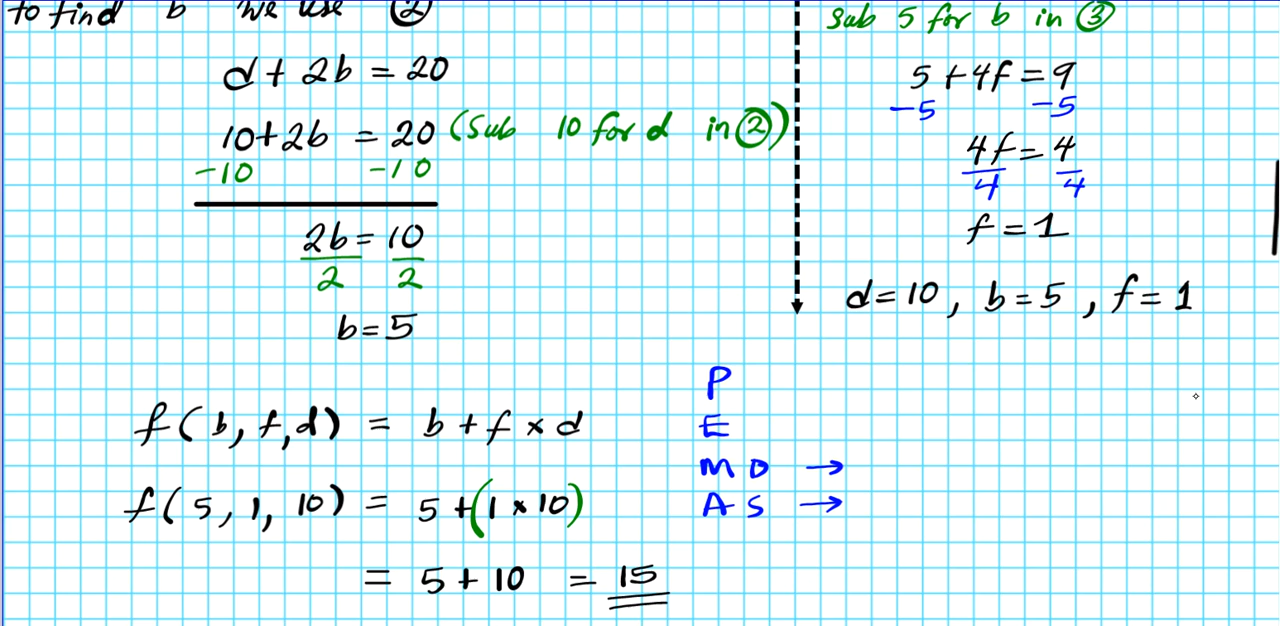 to find b we use ②
d + 2b = 20
10+2b = 20 (Sub 10 for d in ②)
-10 -10
2b = 10
2 2
b = 5
Sub 5 for b in ③
5 + 4f = 9
-5 -5
4f = 4
4 4
f = 1
d = 10, b = 5, f = 1
f(b, f, d) = b + f × d
f(5, 1, 10) = 5 + (1 × 10)
= 5 + 10 = 15
P
E
M D →
A S →